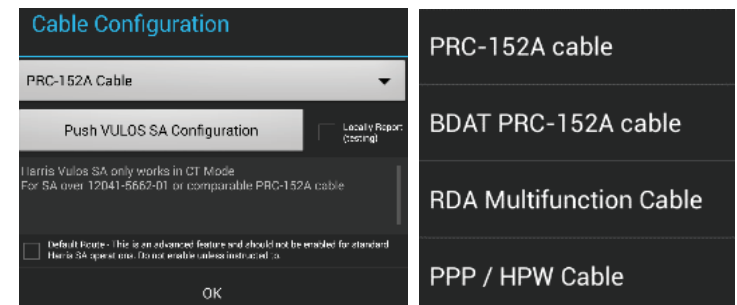 Cable Configuration
PRC-152A Cable
Push VULOS SA Configuration
Locally Report
(testing)
Harris Vulos SA only works in CT Mode
For SA over 12041-5662-01 or comparable PRC-152A cable
Default Route - This is an advanced feature and should not be enabled for standard
Harris SA operations. Do not enable unless instructed to.
OK
PRC-152A cable
BDAT PRC-152A cable
RDA Multifunction Cable
PPP / HPW Cable